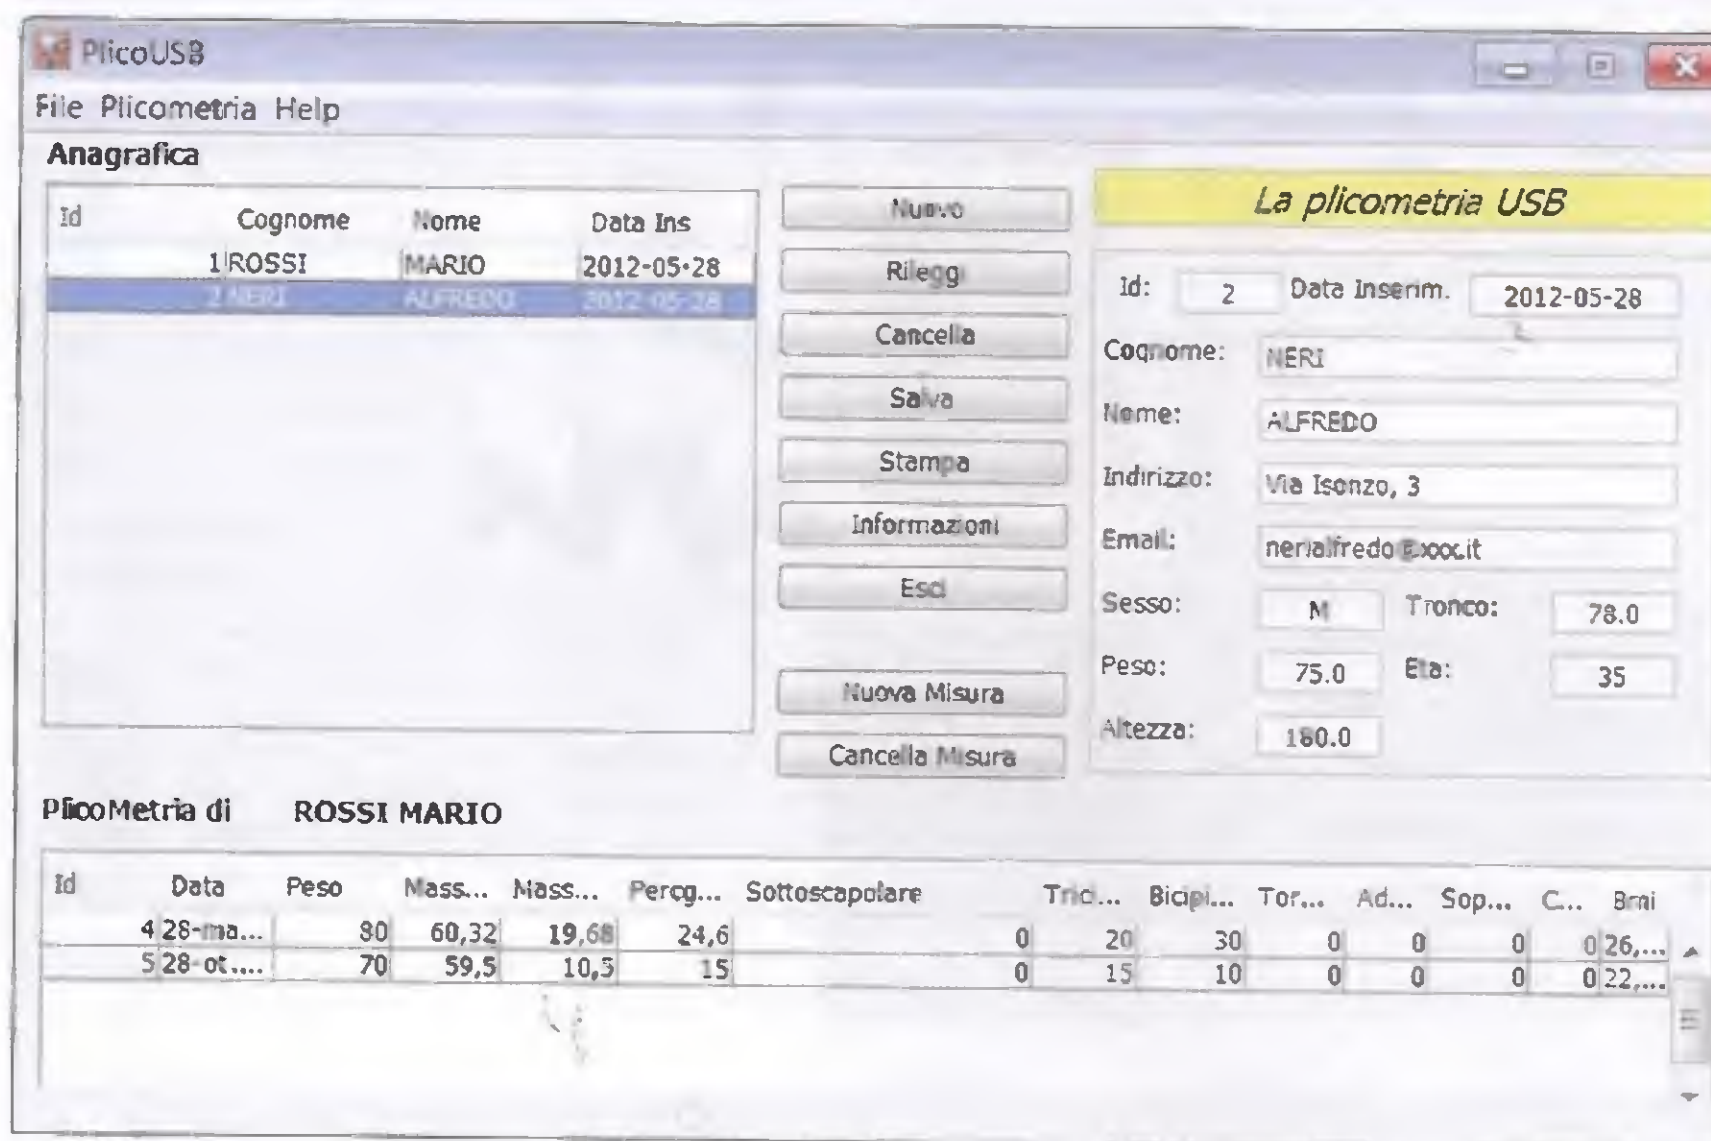 PlicoUSB
File Plicometria Help
Anagrafica
Id Cognome Nome Data Ins
1 ROSSI MARIO 2012-05-28
2 NERI ALFREDO 2012-05-28
Nuovo
Rileggi
Cancella
Salva
Stampa
Informazioni
Esci
Nuova Misura
Cancella Misura
La plicometria USB
Id: 2 Data Inserim. 2012-05-28
Cognome: NERI
Nome: ALFREDO
Indirizzo: Via Isonzo, 3
Email: nerialfredo@xxx.it
Sesso: M Tronco: 78.0
Peso: 75.0 Eta: 35
Altezza: 180.0
PlicoMetria di ROSSI MARIO
Id Data Peso Mass... Mass... Percg... Sottoscapolare Trici... Bicipi... Tor... Ad... Sop... C... Bmi
4 28-ma... 80 60,32 19,68 24,6 0 20 30 0 0 0 0 26,...
5 28-ot.... 70 59,5 10,5 15 0 15 10 0 0 0 0 22,...